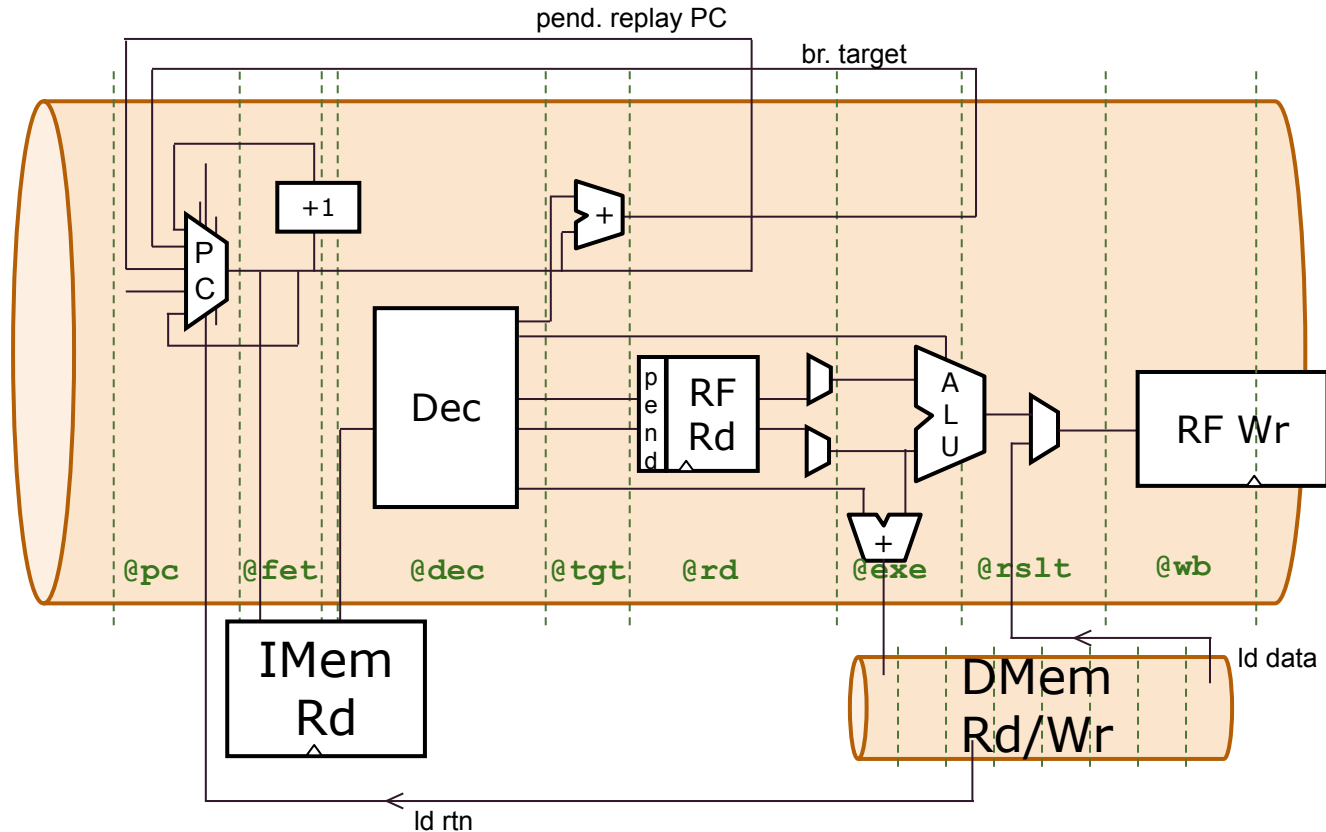 pend. replay PC
br. target
+1
+
P
C
Dec
p
e
n
d
RF
Rd
A
L
U
RF Wr
+
@pc
@fet
@dec
@tgt
@rd
@exe
@rslt
@wb
IMem
Rd
DMem
Rd/Wr
ld data
ld rtn